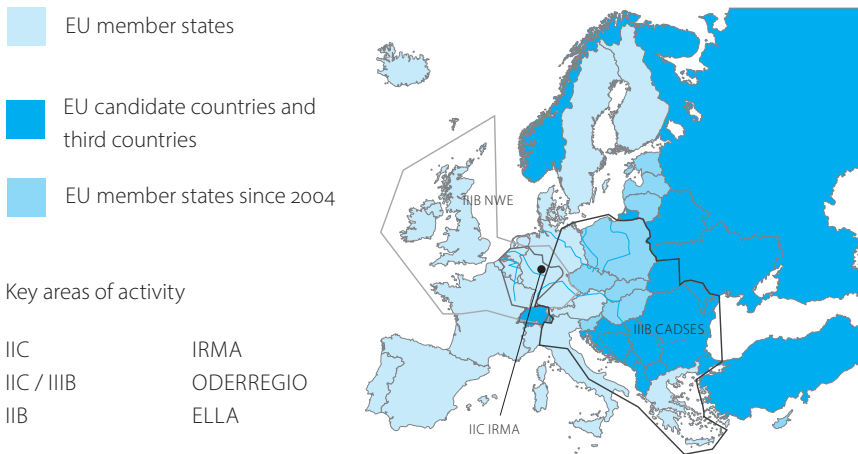 EU member states
EU candidate countries and
third countries
EU member states since 2004
Key areas of activity
IIC IRMA
IIC / IIIB ODERREGIO
IIB ELLA
IIIB NWE
IIIB CADSES
IIC IRMA